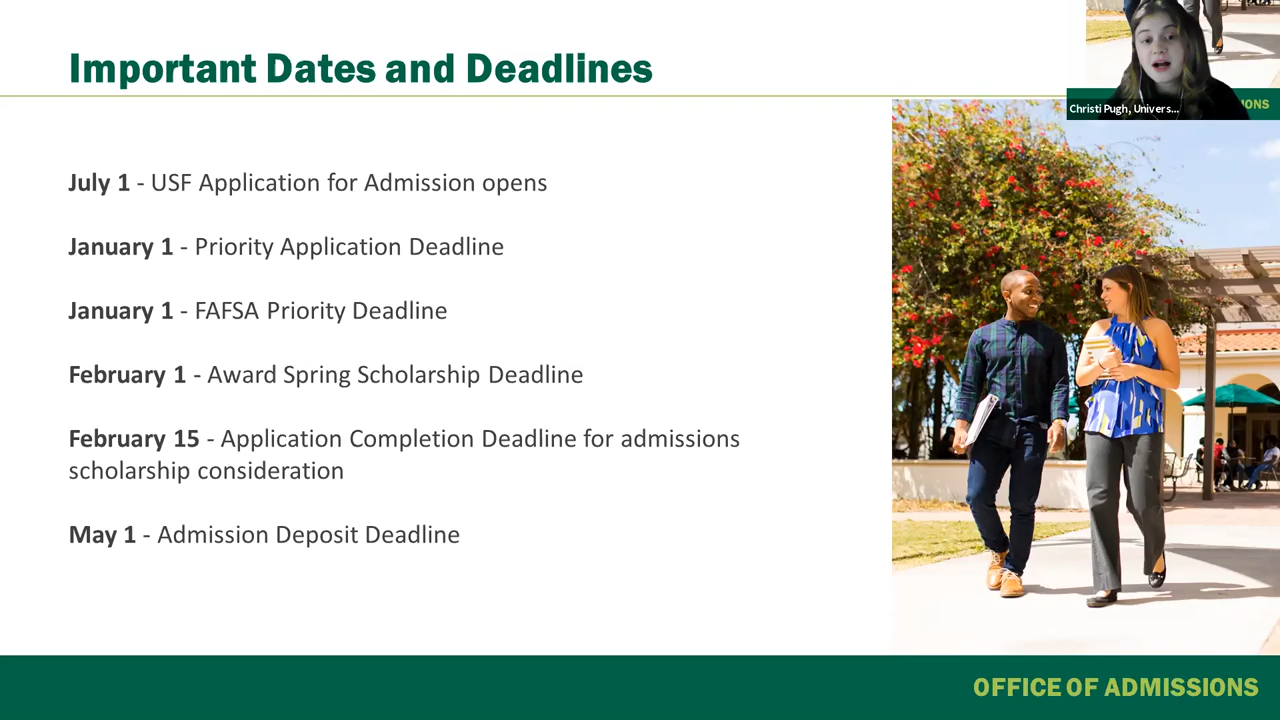 Important Dates and Deadlines
IONS
Christi Pugh, Univers...
July 1 - USF Application for Admission opens
January 1 - Priority Application Deadline
January 1 - FAFSA Priority Deadline
February 1 - Award Spring Scholarship Deadline
February 15 - Application Completion Deadline for admissions
scholarship consideration
May 1 - Admission Deposit Deadline
OFFICE OF ADMISSIONS